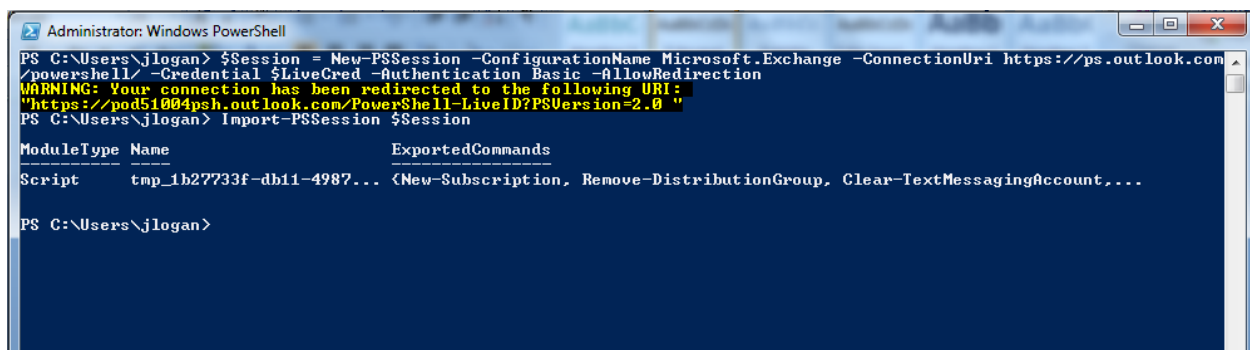 Administrator: Windows PowerShell
PS C:\Users\jlogan> $Session = New-PSSession -ConfigurationName Microsoft.Exchange -ConnectionUri https://ps.outlook.com
/powershell/ -Credential $LiveCred -Authentication Basic -AllowRedirection
WARNING: Your connection has been redirected to the following URI:
"https://pod51004psh.outlook.com/PowerShell-LiveID?PSVersion=2.0 "
PS C:\Users\jlogan> Import-PSSession $Session
ModuleType Name ExportedCommands
---------- ---- ----------------
Script tmp_1b27733f-db11-4987... {New-Subscription, Remove-DistributionGroup, Clear-TextMessagingAccount,...
PS C:\Users\jlogan>